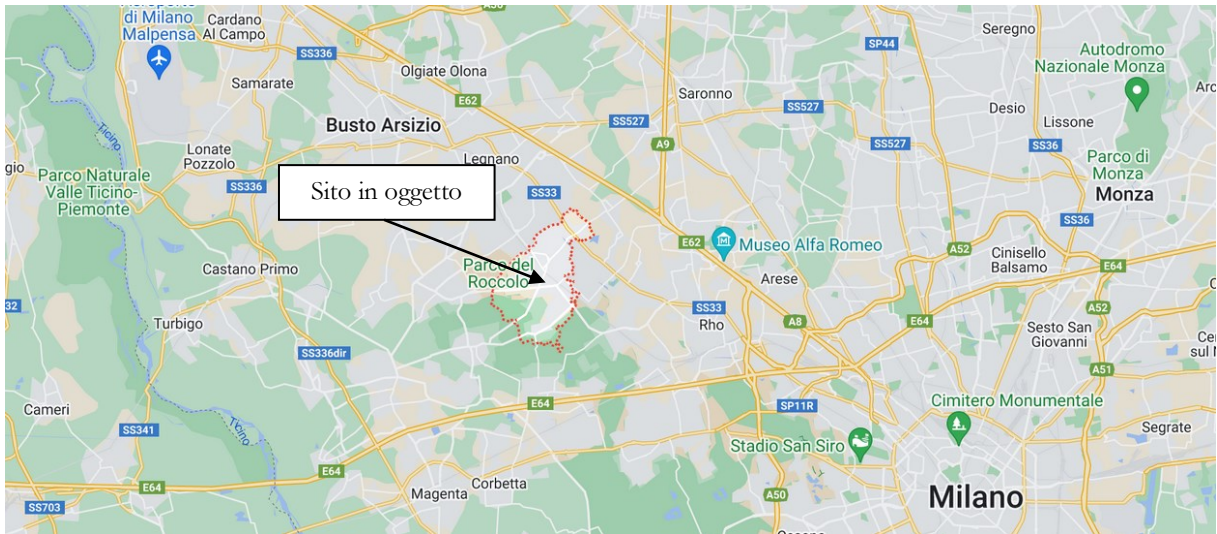 Aeroporto
di Milano
Malpensa
Cardano
Al Campo
SS336
E62
SP44
Seregno
Autodromo
Nazionale Monza
Samarate
Olgiate Olona
Saronno
SS527
Desio
Lissone
Busto Arsizio
Ticino
Lonate
Pozzolo
SS336
Parco Naturale
Valle Ticino-
Piemonte
Legnano
SS33
SS527
A9
SS527
SS36
Parco di
Monza
Monza
Sito in oggetto
SS36
E62
Museo Alfa Romeo
A52
Cinisello
Balsamo
E64
Castano Primo
Parco del
Roccolo
Arese
SS33
Rho
A8
E64
A52
Turbigo
SS336dir
Sesto San
Giovanni
A51
Cameri
SS341
Ticino
E64
SP11R
Cimitero Monumentale
Stadio San Siro
Segrate
E64
E64
SS703
Magenta
Corbetta
A50
Milano